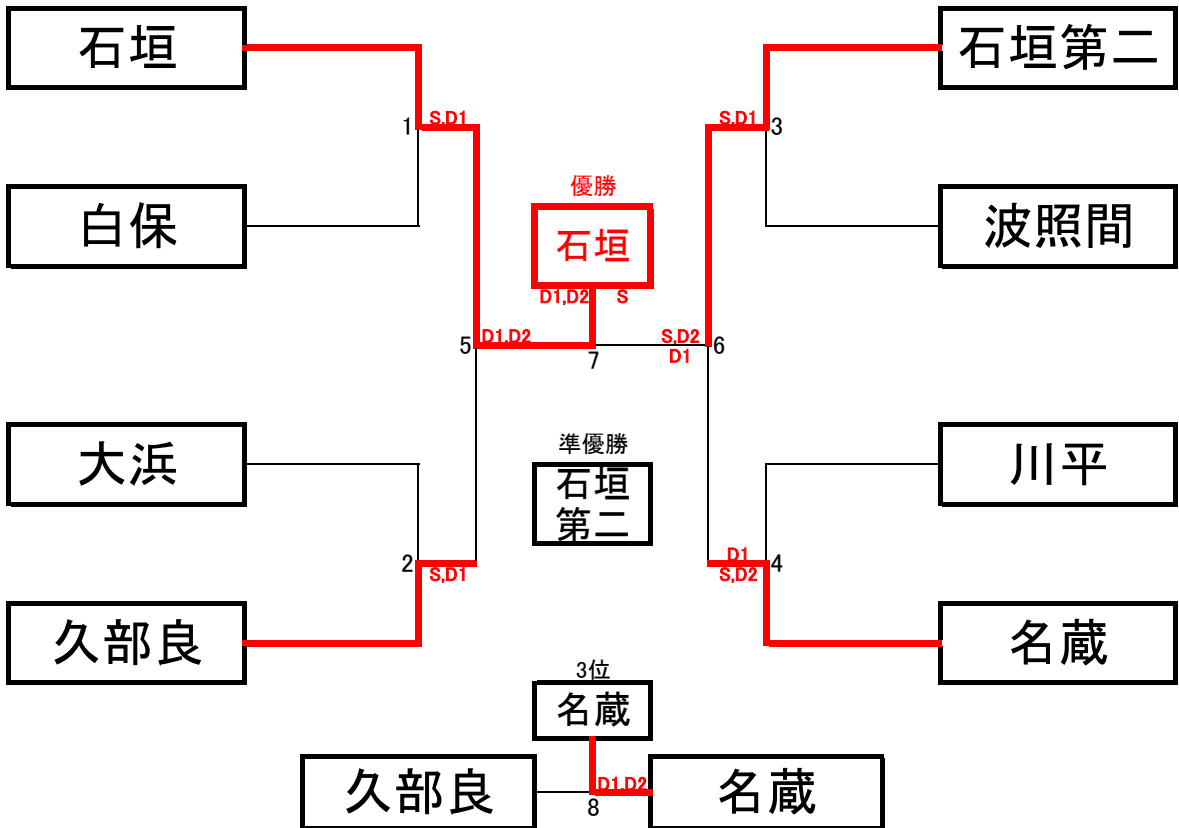 石垣
石垣第二
S,D1
S,D1
1
3
優勝
白保
石垣
波照間
D1,D2 S
5
D1,D2
S,D2
6
7
D1
準優勝
大浜
石垣
第二
川平
D1
2
4
S,D1
S,D2
久部良
名蔵
3位
名蔵
久部良
D1,D2
名蔵
8